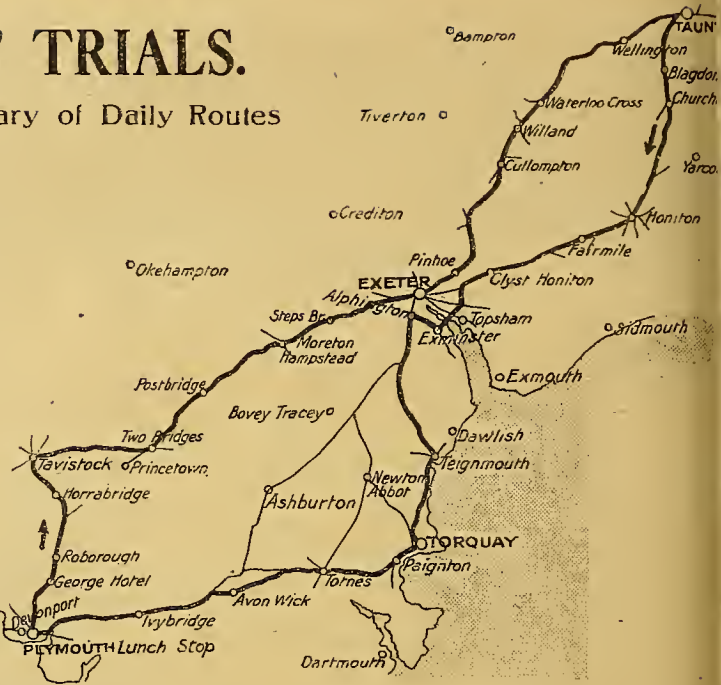 TRIALS.
ary of Daily Routes
Bampton
TAUN
Wellington
Blagdon
Church
Waterloo Cross
Tiverton
Willand
Yarco
Cullompton
Crediton
Honiton
Fairmile
Pinhoe
Okehampton
Clyst Honiton
EXETER
Alphington
Steps Br.
Topsham
Sidmouth
Exminster
Moreton
Hampstead
Exmouth
Postbridge
Bovey Tracey
Dawlish
Two Bridges
Teignmouth
Tavistock
Princetown
Newton
Abbot
Ashburton
Horrabridge
TORQUAY
Roborough
Paignton
George Hotel
Totnes
Avon Wick
Devonport
Ivybridge
PLYMOUTH Lunch Stop
Dartmouth